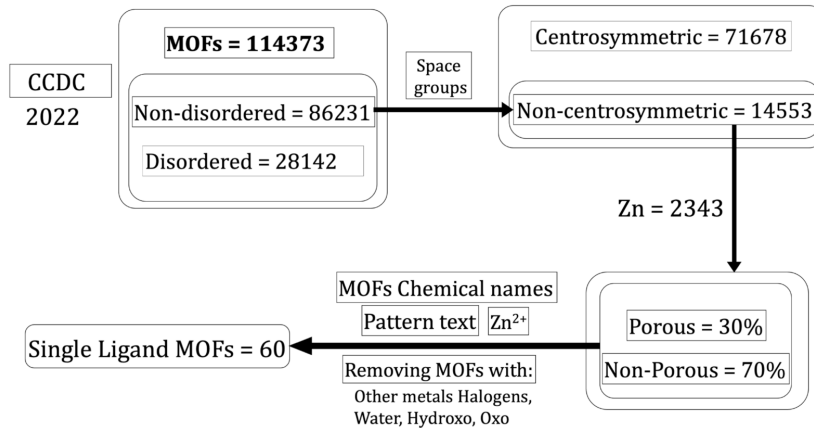 CCDC
2022
MOFs = 114373
Non-disordered = 86231
Disordered = 28142
Space
groups
Centrosymmetric = 71678
Non-centrosymmetric = 14553
Zn = 2343
Porous = 30%
Non-Porous = 70%
MOFs Chemical names
Pattern text Zn²⁺
Removing MOFs with:
Other metals Halogens,
Water, Hydroxo, Oxo
Single Ligand MOFs = 60